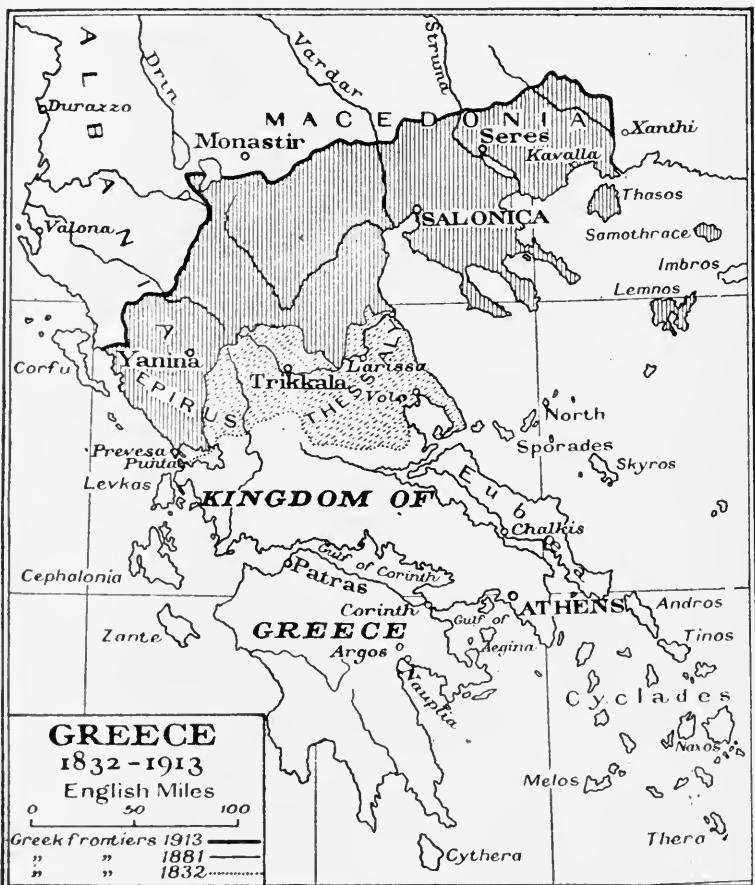 ALBANIA
Drin
Vardar
Struma
Durazzo
MACEDONIA
Monastir
Seres
Xanthi
Kavalla
Thasos
Valona
SALONICA
Samothrace
Imbros
Lemnos
Corfu
Yanina
EPIRUS
Trikkala
Larissa
THESSALY
Volo
North
Sporades
Prevesa
Punta
Levkas
Skyros
KINGDOM OF
Eubœa
Chalkis
Cephalonia
Gulf of Corinth
Patras
Corinth
ATHENS
Andros
Zante
GREECE
Gulf of
Aegina
Tinos
Argos
Nauplia
Cyclades
Naxos
Melos
Thera
Cythera
GREECE
1832-1913
English Miles
0 50 100
Greek frontiers 1913
„ „ 1881
„ „ 1832